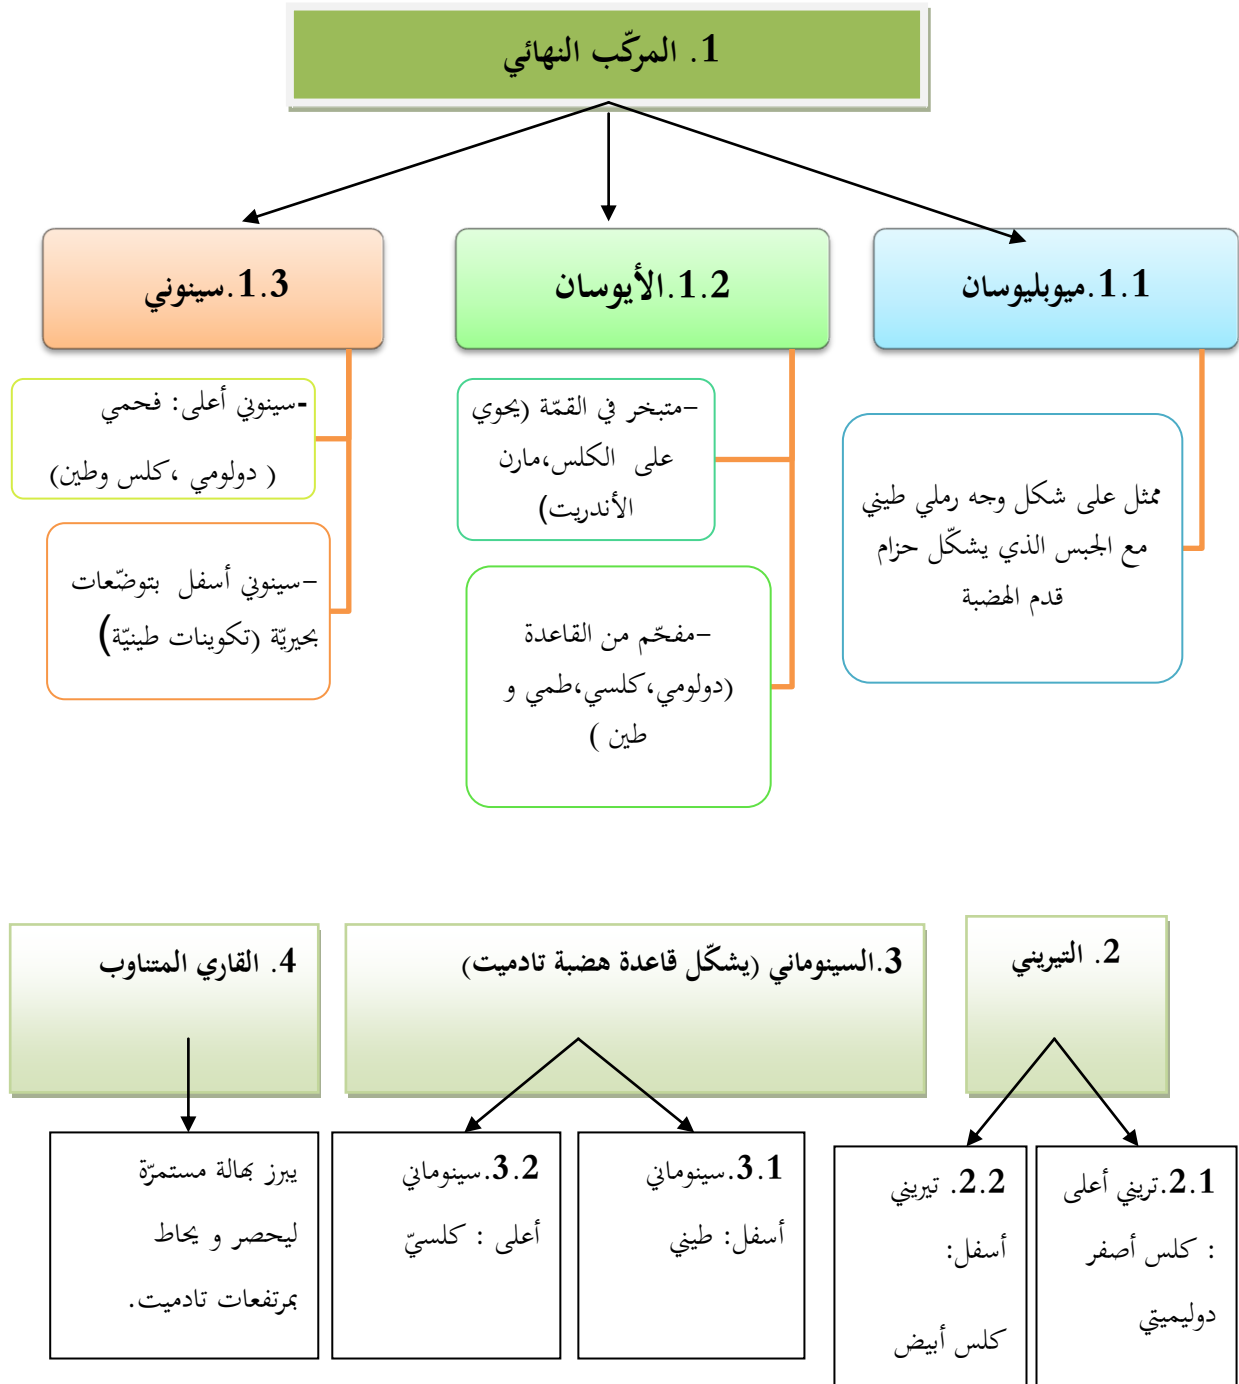 1. المركّب النهائي
1.1.ميوبليوسان
1.2.الأيوسان
1.3.سينوني
ممثل على شكل وجه رملي طيني
مع الجبس الذي يشكّل حزام
قدم الهضبة
–متبخر في القمّة (يحوي
على الكلس،مارن
الأندريت)
–مفحّم من القاعدة
(دولومي،كلسي،طمي و
طين )
-سينوني أعلى: فحمي
( دولومي ،كلس وطين)
–سينوني أسفل بتوضّعات
بحيريّة (تكوينات طينيّة)
2. التيريني
3.السينوماني (يشكّل قاعدة هضبة تادميت)
4. القاري المتناوب
2.1.تريني أعلى
: كلس أصفر
دوليميتي
2.2. تيريني
أسفل:
كلس أبيض
3.1.سينوماني
أسفل: طيني
3.2.سينوماني
أعلى : كلسيّ
يبرز بهالة مستمرّة
ليحصر و يحاط
بمرتفعات تادميت.